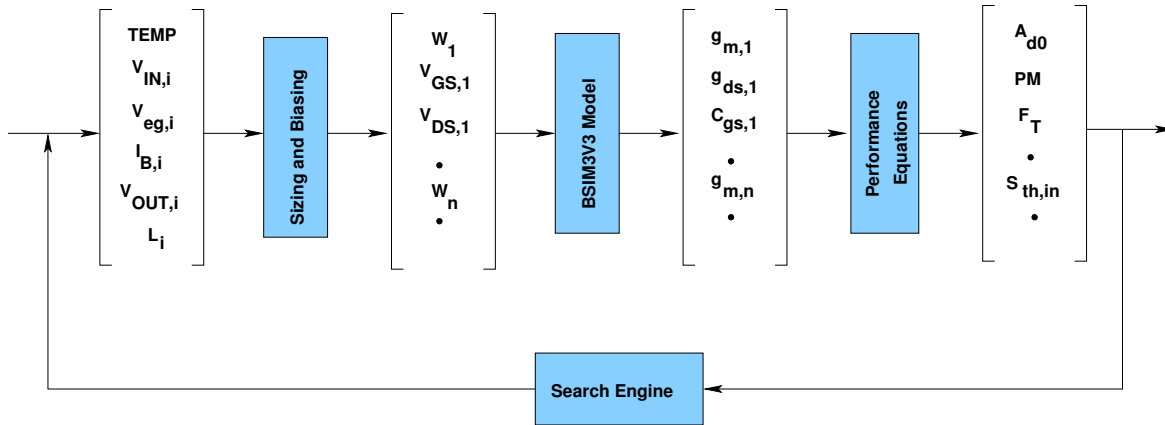 TEMP
V_IN,i
V_eg,i
I_B,i
V_OUT,i
L_i
Sizing and Biasing
W_1
V_GS,1
V_DS,1
•
W_n
•
BSIM3V3 Model
g_m,1
g_ds,1
C_gs,1
•
g_m,n
•
Performance
Equations
A_d0
PM
F_T
•
S_th,in
•
Search Engine